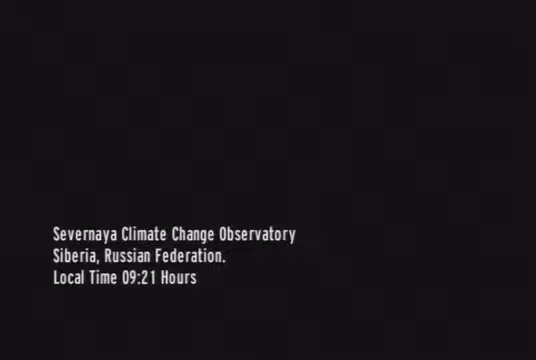 Severnaya Climate Change Observatory
Siberia, Russian Federation.
Local Time 09:21 Hours